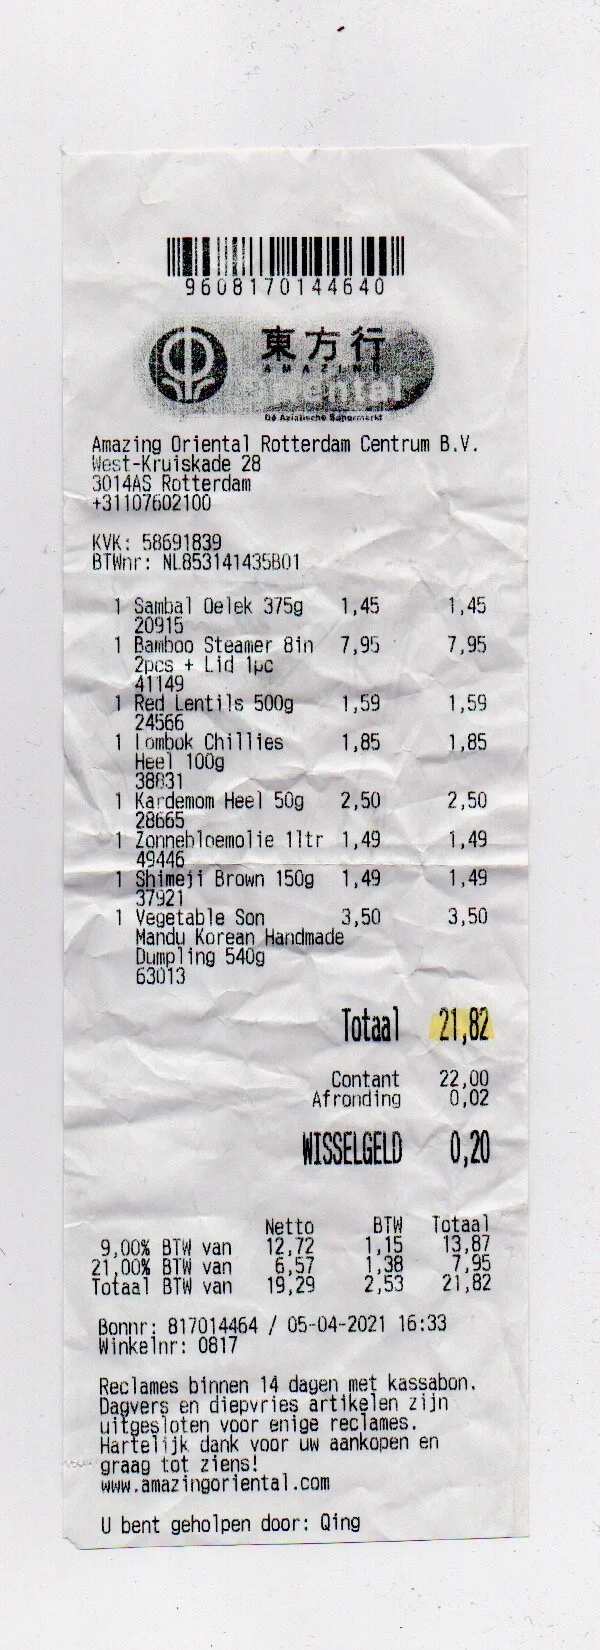 9608170144640
東方行
AMAZING
Oriental
Dé Aziatische Supermarkt
Amazing Oriental Rotterdam Centrum B.V.
West-Kruiskade 28
3014AS Rotterdam
+31107602100
KVK: 58691839
BTWnr: NL853141435B01
1 Sambal Oelek 375g 1,45 1,45
20915
1 Bamboo Steamer 8in 7,95 7,95
2pcs + Lid 1pc
41149
1 Red Lentils 500g 1,59 1,59
24566
1 Lombok Chillies 1,85 1,85
Heel 100g
38831
1 Kardemom Heel 50g 2,50 2,50
28665
1 Zonnebloemolie 1ltr 1,49 1,49
49446
1 Shimeji Brown 150g 1,49 1,49
37921
1 Vegetable Son 3,50 3,50
Mandu Korean Handmade
Dumpling 540g
63013
Totaal 21,82
Contant 22,00
Afronding 0,02
WISSELGELD 0,20
Netto BTW Totaal
9,00% BTW van 12,72 1,15 13,87
21,00% BTW van 6,57 1,38 7,95
Totaal BTW van 19,29 2,53 21,82
Bonnr: 817014464 / 05-04-2021 16:33
Winkelnr: 0817
Reclames binnen 14 dagen met kassabon.
Dagvers en diepvries artikelen zijn
uitgesloten voor enige reclames.
Hartelijk dank voor uw aankopen en
graag tot ziens!
www.amazingoriental.com
U bent geholpen door: Qing